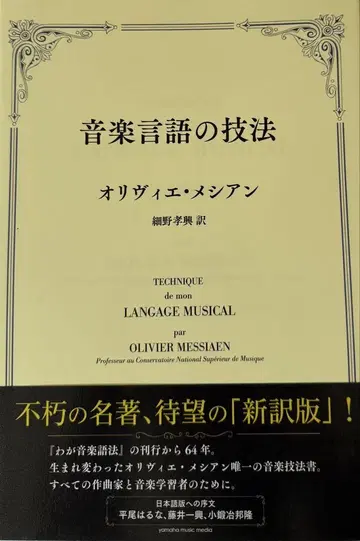 音楽言語の技法
オリヴィエ・メシアン
細野孝興 訳
TECHNIQUE
de mon
LANGAGE MUSICAL
par
OLIVIER MESSIAEN
Professeur au Conservatoire National Supérieur de Musique
不朽の名著、待望の「新訳版」!
『わが音楽語法』の刊行から64年。
生まれ変わったオリヴィエ・メシアン唯一の音楽技法書。
すべての作曲家と音楽学習者のために。
日本語版への序文
平尾はるな、藤井一興、小鍛冶邦隆
yamaha music media